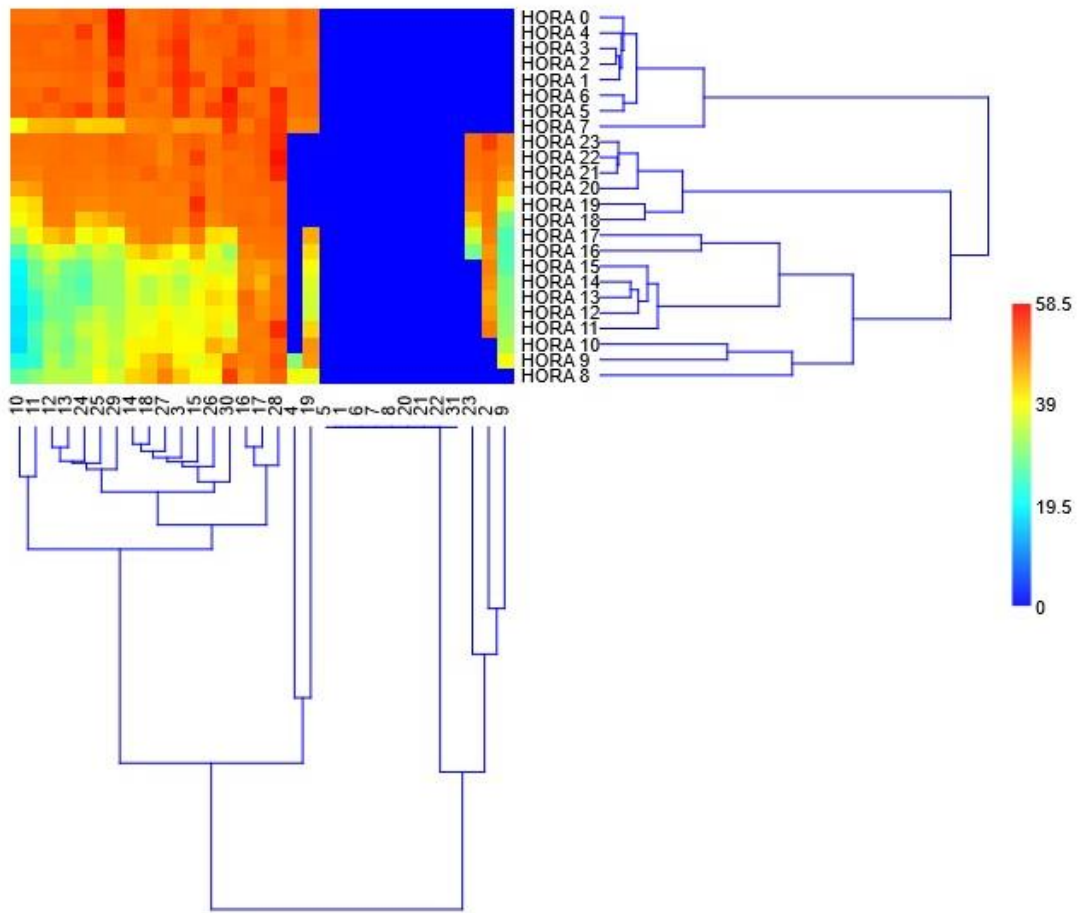 HORA 0
HORA 4
HORA 3
HORA 2
HORA 1
HORA 6
HORA 5
HORA 7
HORA 23
HORA 22
HORA 21
HORA 20
HORA 19
HORA 18
HORA 17
HORA 16
HORA 15
HORA 14
HORA 13
HORA 12
HORA 11
HORA 10
HORA 9
HORA 8
58.5
39
19.5
0
10
11
12
13
24
25
29
14
18
27
3
15
26
30
16
17
28
4
19
5
1
6
7
8
20
21
22
31
23
2
9